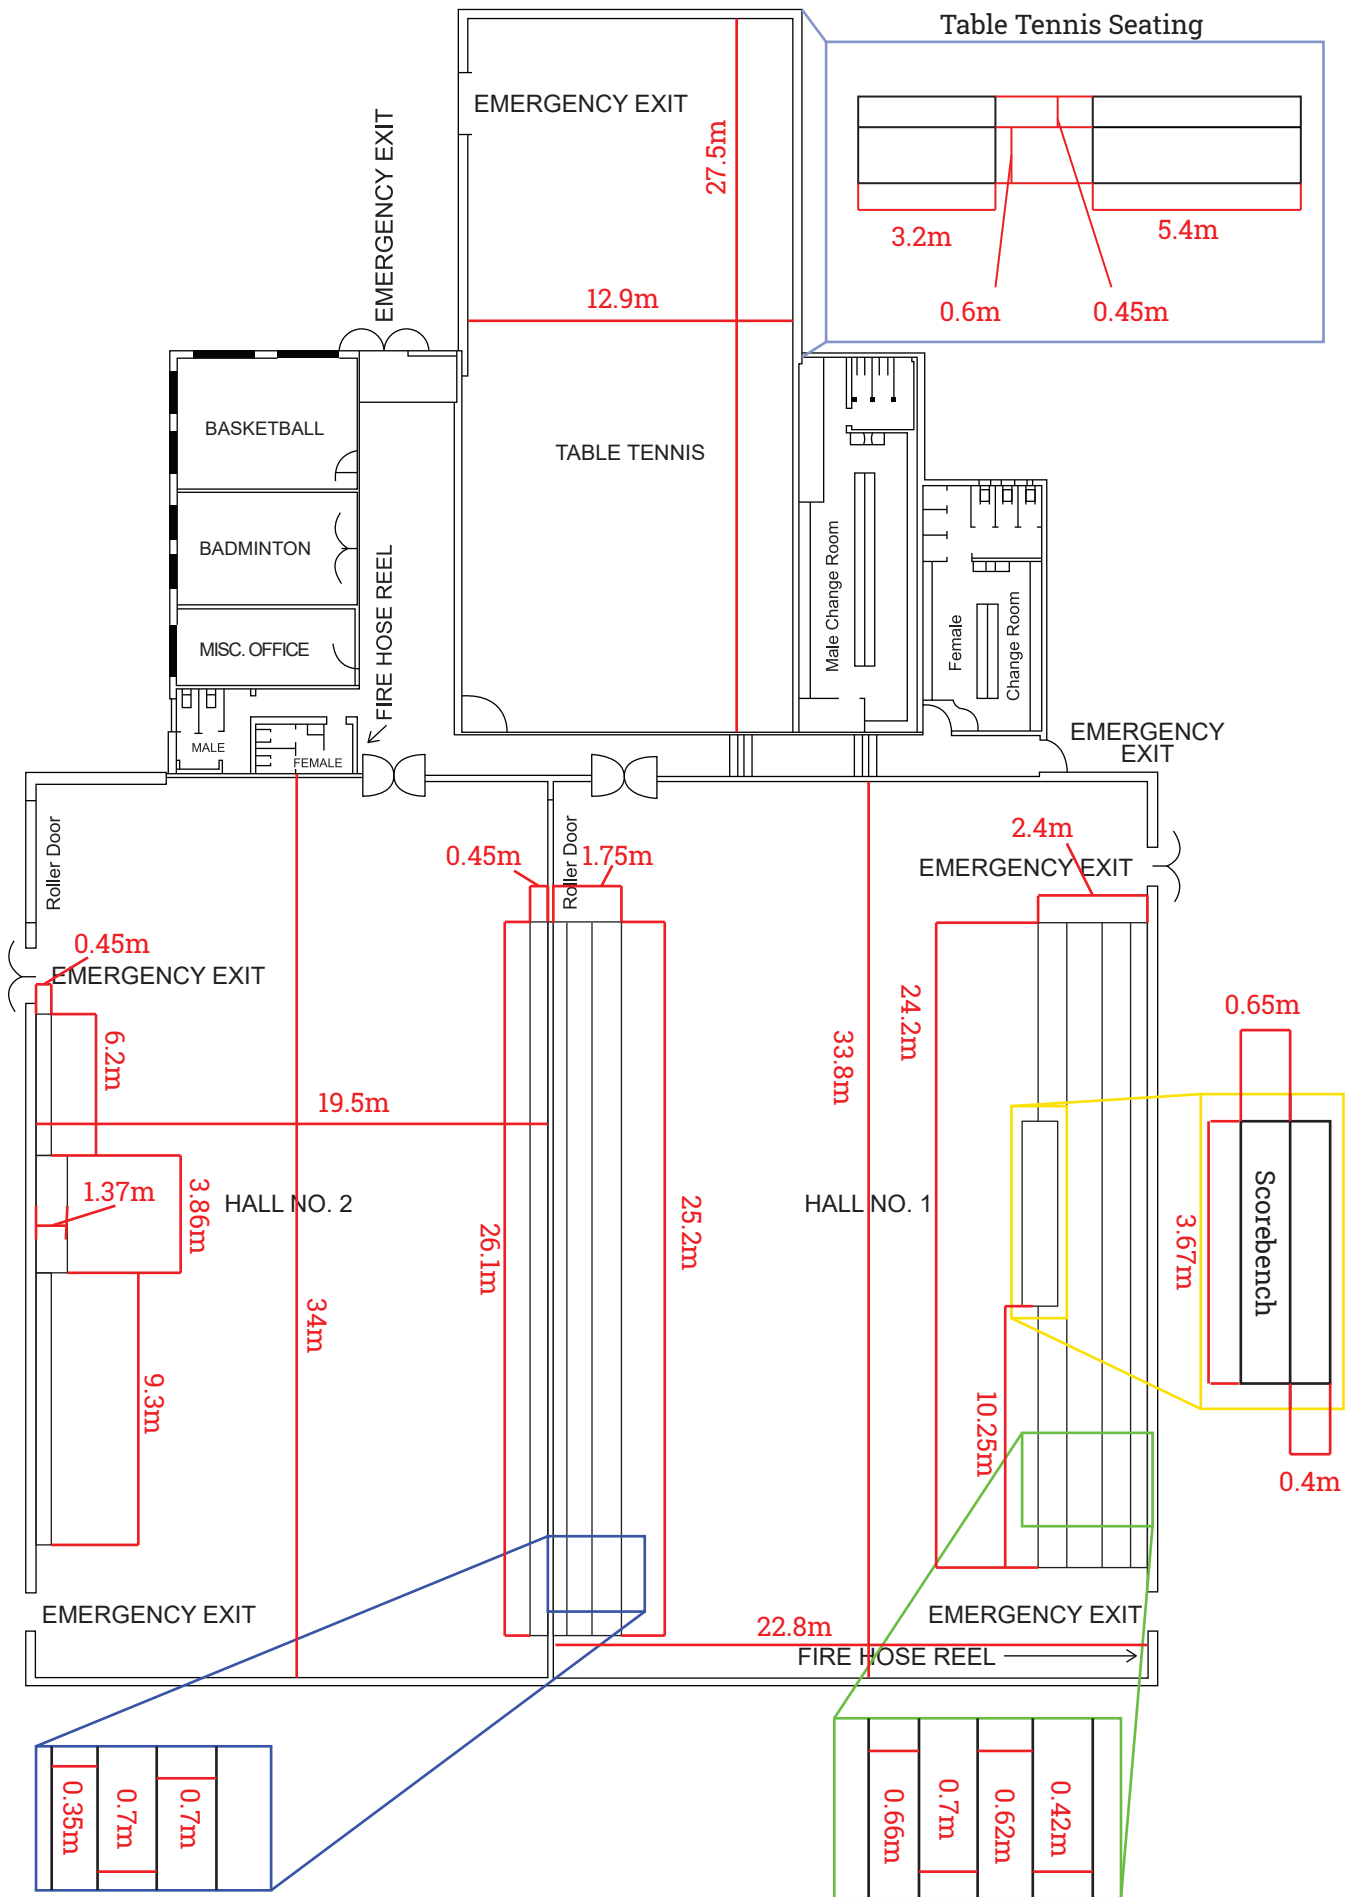 Table Tennis Seating
EMERGENCY EXIT
27.5m
EMERGENCY EXIT
3.2m
5.4m
12.9m
0.6m
0.45m
BASKETBALL
TABLE TENNIS
BADMINTON
MISC. OFFICE
FIRE HOSE REEL
Male Change Room
Female
Change Room
MALE
FEMALE
EMERGENCY
EXIT
Roller Door
0.45m
Roller Door
1.75m
2.4m
EMERGENCY EXIT
0.45m
EMERGENCY EXIT
6.2m
19.5m
33.8m
24.2m
0.65m
1.37m
3.86m
HALL NO. 2
26.1m
25.2m
HALL NO. 1
3.67m
Scorebench
34m
9.3m
10.25m
0.4m
EMERGENCY EXIT
EMERGENCY EXIT
22.8m
FIRE HOSE REEL
0.35m
0.7m
0.7m
0.66m
0.7m
0.62m
0.42m